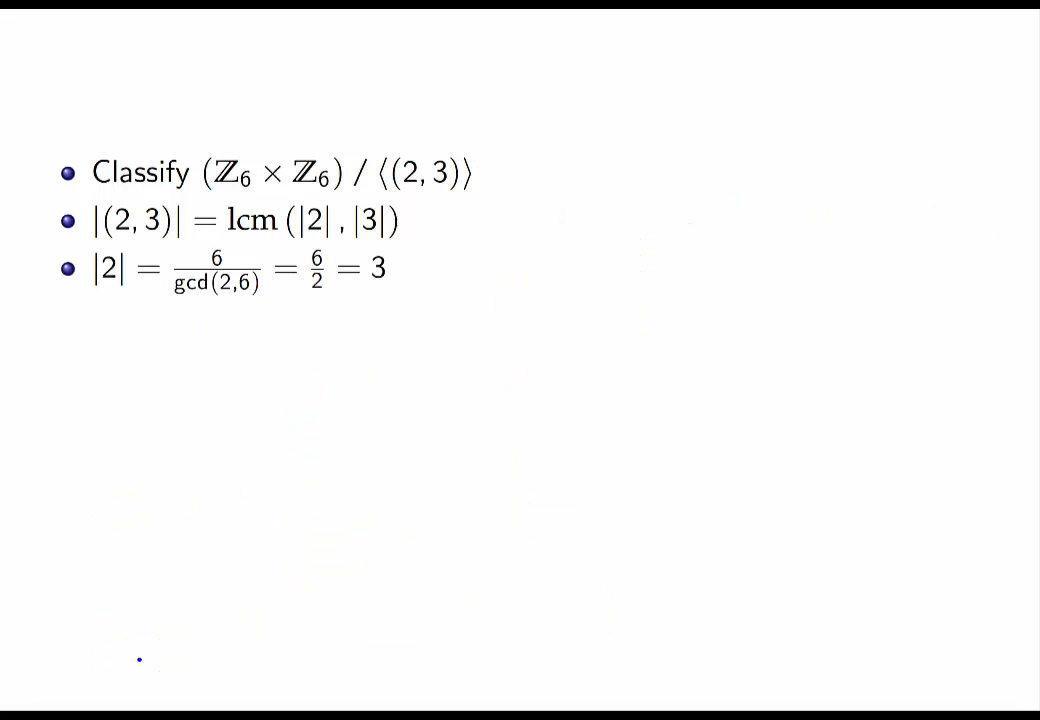 Classify (ℤ₆ × ℤ₆) / ⟨(2, 3)⟩
|(2, 3)| = lcm (|2| , |3|)
|2| = 6/gcd(2,6) = 6/2 = 3